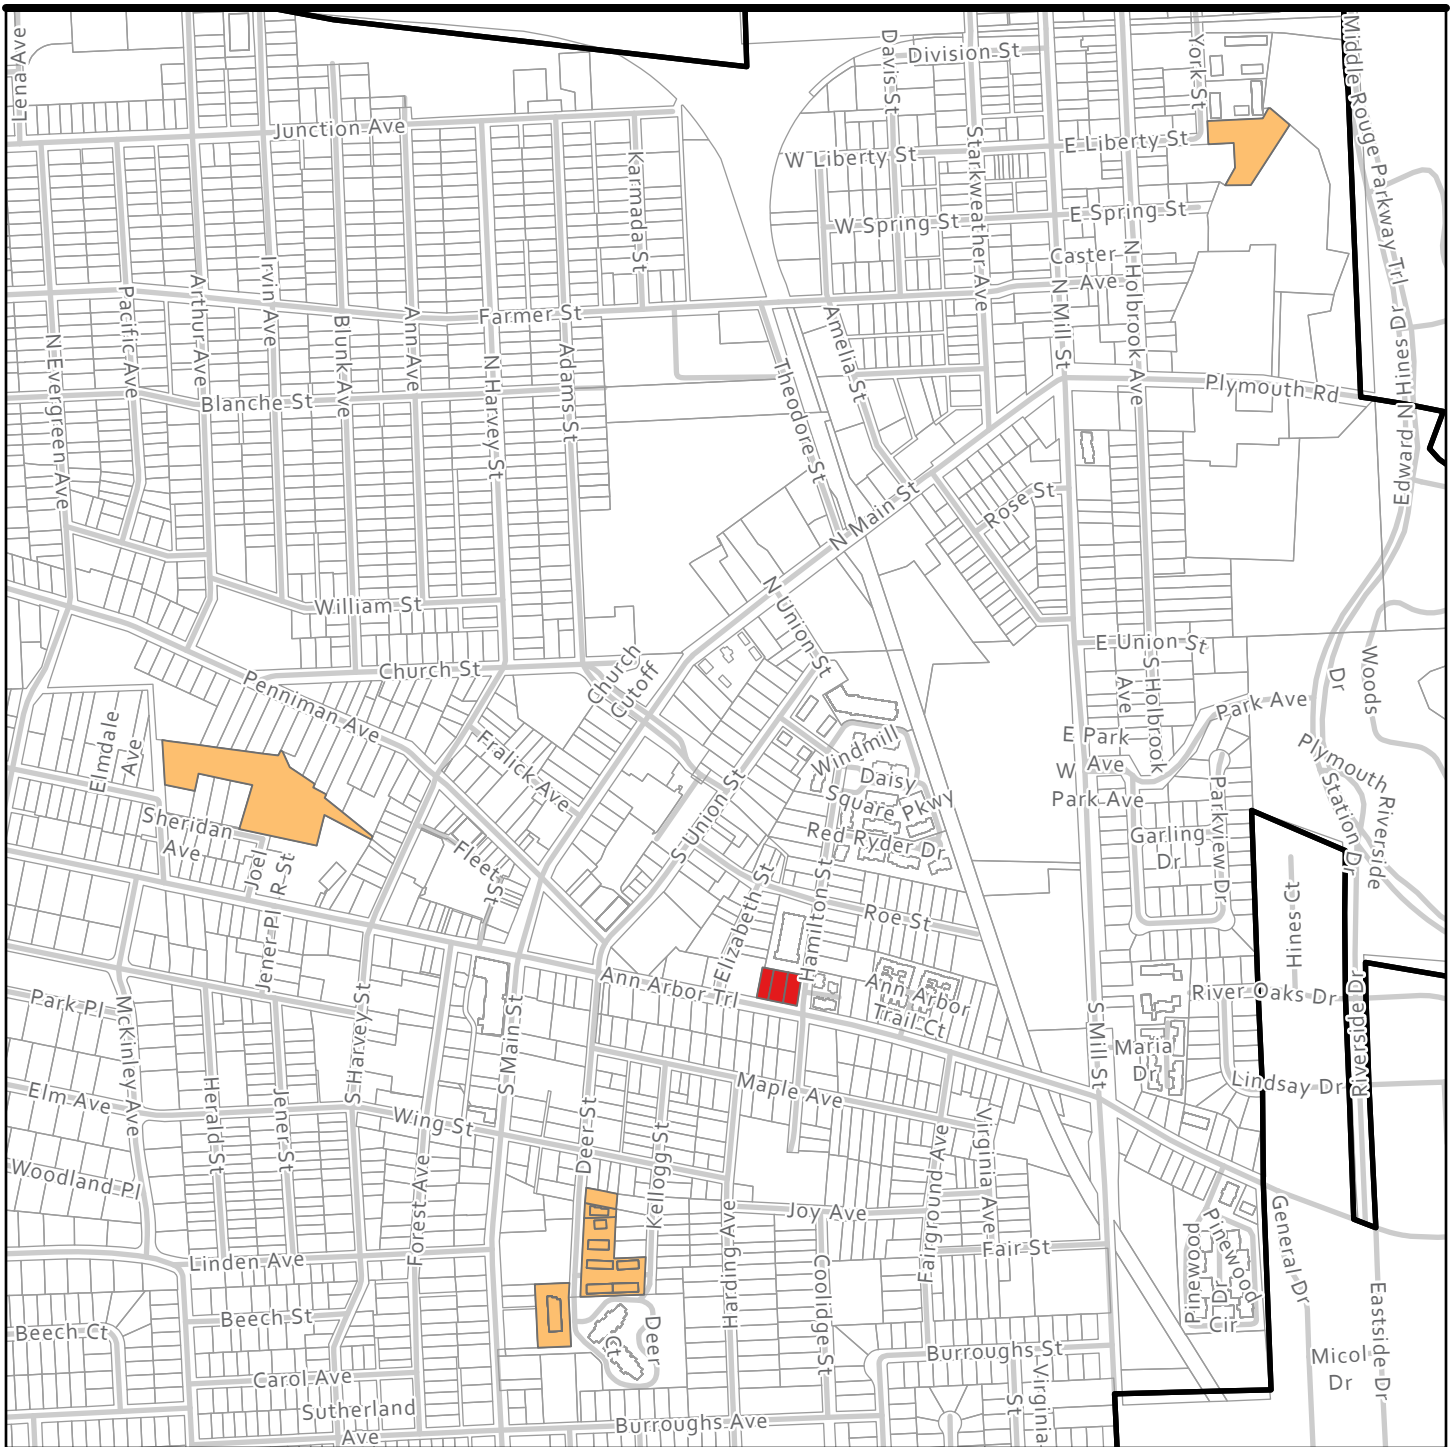 Lena Ave
Junction Ave
Karmada St
Davis St
Division St
York St
Middle Rouge Parkway Trl
W Liberty St
Starkweather Ave
E Liberty St
W Spring St
E Spring St
Caster
Ave
N Holbrook Ave
N Mill St
Pacific Ave
Arthur Ave
Irvin Ave
Blunk Ave
Ann Ave
Farmer St
N Evergreen Ave
N Harvey St
Adams St
Blanche St
Amelia St
Theodore St
Plymouth Rd
Edward N Hines Dr
Rose St
N Main St
William St
N Union St
Church St
Church
Cutoff
E Union St
S Holbrook
Ave
Park Ave
Woods
Dr
Penniman Ave
Elmdale
Ave
Fralick Ave
Windmill
Daisy
Square Pkwy
Red Ryder Dr
E Park
Ave
W
Park Ave
Plymouth
Station Dr
Riverside
Parkview Dr
Garling
Dr
Sheridan
Ave
Joel
R St
Jener Pl
Fleet St
S Union St
Elizabeth St
Hamilton St
Roe St
Hines Ct
Ann Arbor Trl
Ann Arbor
Trail Ct
River Oaks Dr
Riverside Dr
Park Pl
McKinley Ave
S Harvey St
S Main St
S Mill St
Maria
Dr
Lindsay Dr
Elm Ave
Herald St
Jener St
Wing St
Maple Ave
Deer St
Kellogg St
Virginia Ave
Fairground Ave
Woodland Pl
Forest Ave
Harding Ave
Joy Ave
Fair St
Linden Ave
Coolidge St
Pinewood
Dr
Pinewood
Cir
General Dr
Eastside Dr
Beech St
Beech Ct
Deer
Ct
Burroughs St
Micol
Dr
Carol Ave
Sutherland
Ave
Burroughs Ave
St
Virginia